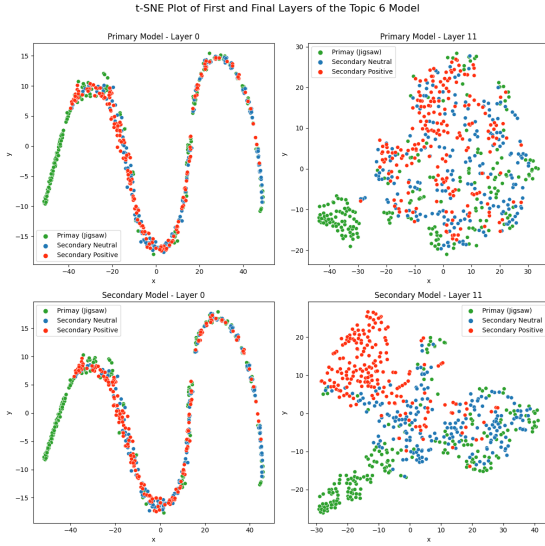 t-SNE Plot of First and Final Layers of the Topic 6 Model
Primary Model - Layer 0
15
10
5
0
−5
−10
−15
y
−40
−20
0
20
40
x
Primay (Jigsaw)
Secondary Neutral
Secondary Positive
Primary Model - Layer 11
30
20
10
0
−10
−20
y
−40
−30
−20
−10
0
10
20
30
x
Primay (Jigsaw)
Secondary Neutral
Secondary Positive
Secondary Model - Layer 0
15
10
5
0
−5
−10
−15
y
−40
−20
0
20
40
x
Primay (Jigsaw)
Secondary Neutral
Secondary Positive
Secondary Model - Layer 11
20
10
0
−10
−20
y
−30
−20
−10
0
10
20
30
40
x
Primay (Jigsaw)
Secondary Neutral
Secondary Positive